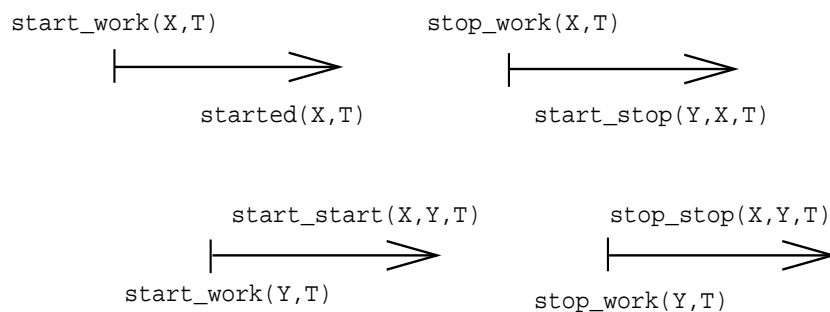 start_work(X,T)
stop_work(X,T)
started(X,T)
start_stop(Y,X,T)
start_start(X,Y,T)
stop_stop(X,Y,T)
start_work(Y,T)
stop_work(Y,T)